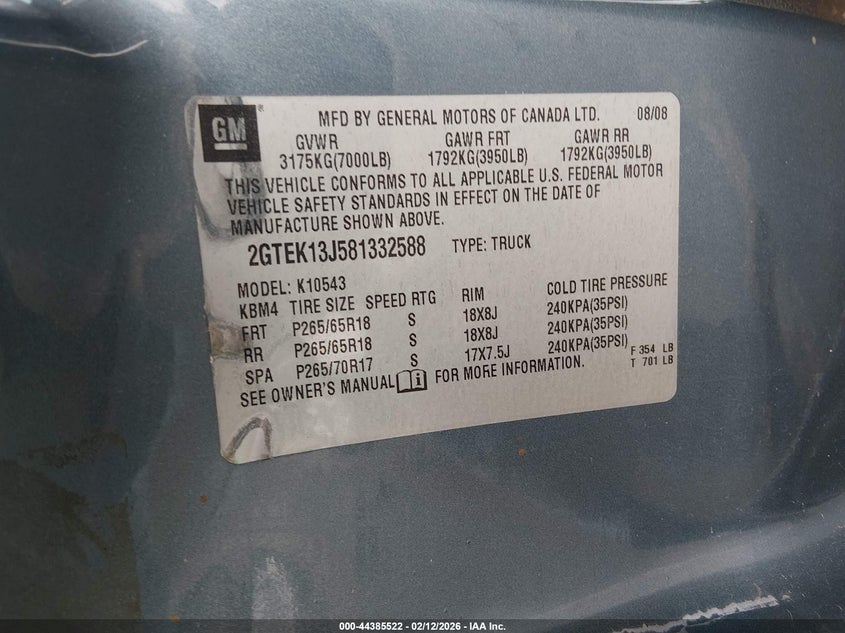 GM ® MFD BY GENERAL MOTORS OF CANADA LTD. 08/08
GVWR GAWR FRT GAWR RR
3175KG(7000LB) 1792KG(3950LB) 1792KG(3950LB)
THIS VEHICLE CONFORMS TO ALL APPLICABLE U.S. FEDERAL MOTOR
VEHICLE SAFETY STANDARDS IN EFFECT ON THE DATE OF
MANUFACTURE SHOWN ABOVE.
2GTEK13J581332588 TYPE: TRUCK
MODEL: K10543
KBM4 TIRE SIZE SPEED RTG RIM COLD TIRE PRESSURE
FRT P265/65R18 S 18X8J 240KPA(35PSI)
RR P265/65R18 S 18X8J 240KPA(35PSI)
SPA P265/70R17 S 17X7.5J 240KPA(35PSI)
F 354 LB
T 701 LB
SEE OWNER'S MANUAL i FOR MORE INFORMATION.
000-44385522 - 02/12/2026 - IAA Inc.